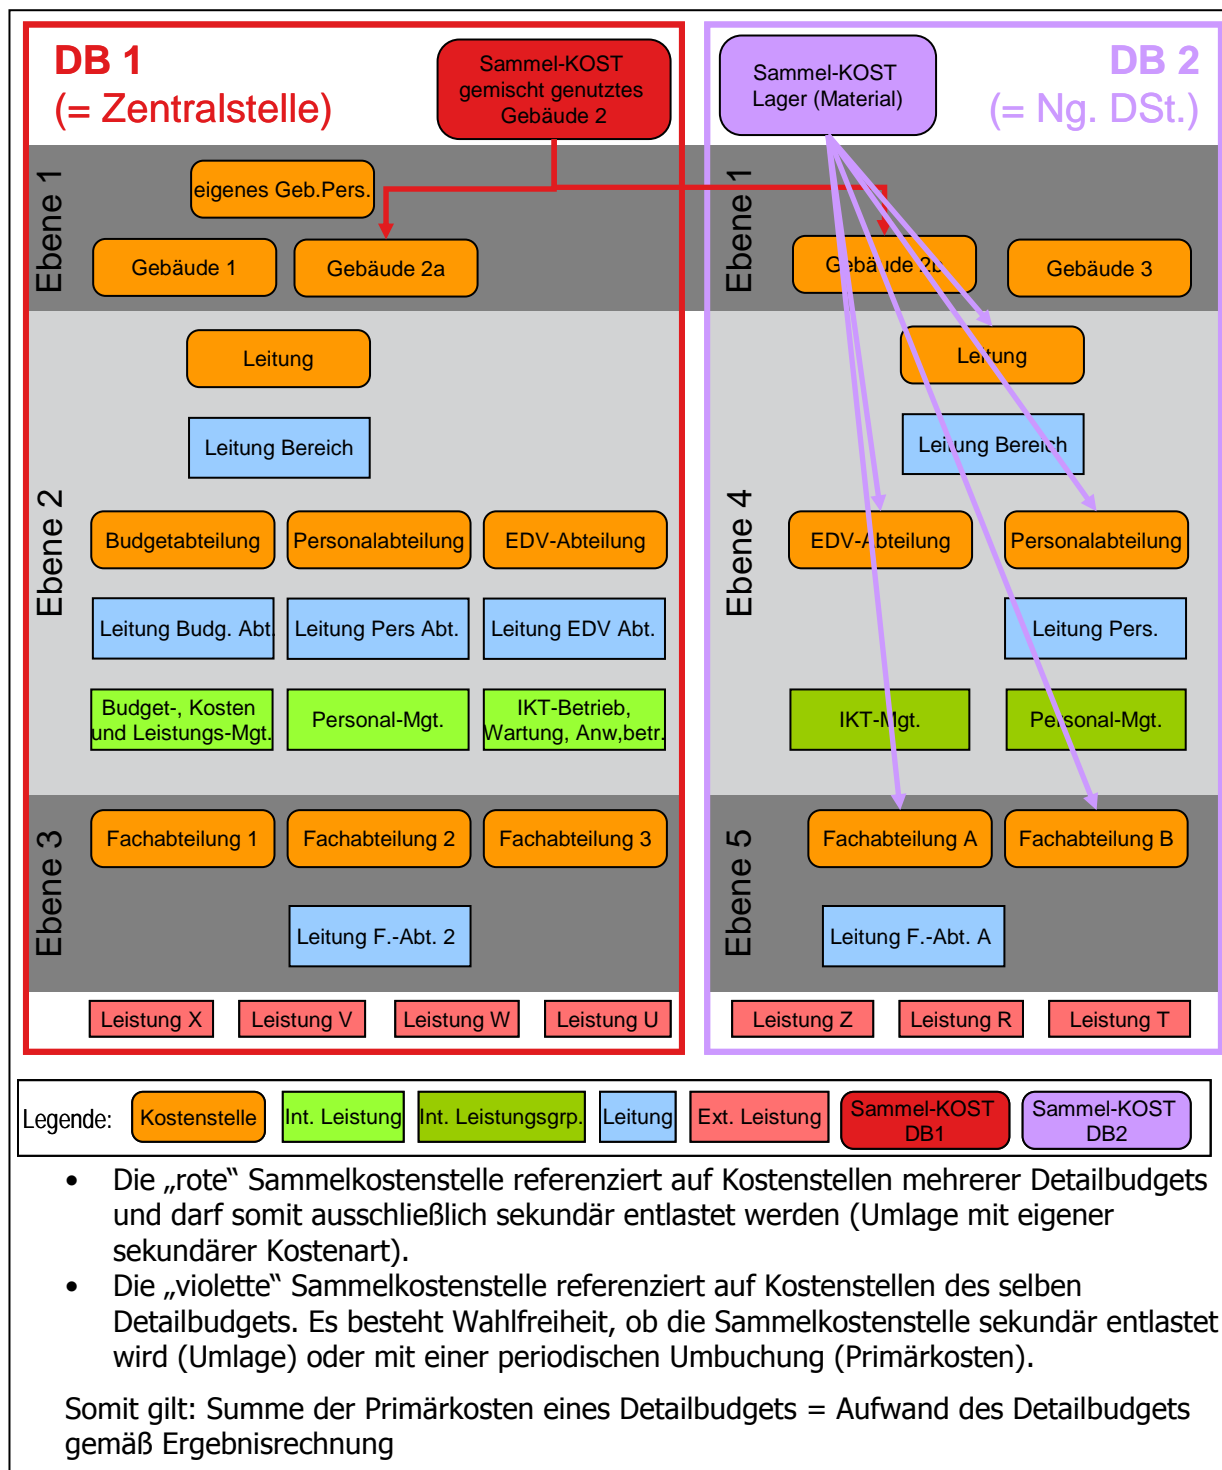 DB 1
(= Zentralstelle)
Sammel-KOST
gemischt genutztes
Gebäude 2
Sammel-KOST
Lager (Material)
DB 2
(= Ng. DSt.)
Ebene 1
eigenes Geb.Pers.
Gebäude 1
Gebäude 2a
Ebene 1
Gebäude 2b
Gebäude 3
Ebene 2
Leitung
Leitung Bereich
Budgetabteilung
Personalabteilung
EDV-Abteilung
Leitung Budg. Abt.
Leitung Pers Abt.
Leitung EDV Abt.
Budget-, Kosten
und Leistungs-Mgt.
Personal-Mgt.
IKT-Betrieb,
Wartung, Anw,betr.
Ebene 4
Leitung
Leitung Bereich
EDV-Abteilung
Personalabteilung
Leitung Pers.
IKT-Mgt.
Personal-Mgt.
Ebene 3
Fachabteilung 1
Fachabteilung 2
Fachabteilung 3
Leitung F.-Abt. 2
Ebene 5
Fachabteilung A
Fachabteilung B
Leitung F.-Abt. A
Leistung X
Leistung V
Leistung W
Leistung U
Leistung Z
Leistung R
Leistung T
Legende:
Kostenstelle
Int. Leistung
Int. Leistungsgrp.
Leitung
Ext. Leistung
Sammel-KOST
DB1
Sammel-KOST
DB2
• Die „rote“ Sammelkostenstelle referenziert auf Kostenstellen mehrerer Detailbudgets
und darf somit ausschließlich sekundär entlastet werden (Umlage mit eigener
sekundärer Kostenart).
• Die „violette“ Sammelkostenstelle referenziert auf Kostenstellen des selben
Detailbudgets. Es besteht Wahlfreiheit, ob die Sammelkostenstelle sekundär entlastet
wird (Umlage) oder mit einer periodischen Umbuchung (Primärkosten).
Somit gilt: Summe der Primärkosten eines Detailbudgets = Aufwand des Detailbudgets
gemäß Ergebnisrechnung